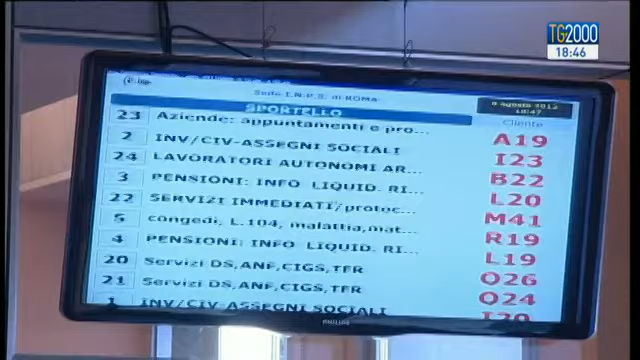 TG2000
18:46
Sede I.N.P.S. di ROMA
8 agosto 2012
SPORTELLO
Cliente
23 Aziende: appuntamenti e pro... A19
2 INV/CIV-ASSEGNI SOCIALI I23
24 LAVORATORI AUTONOMI AR... B22
3 PENSIONI: INFO LIQUID. RI... L20
22 SERVIZI IMMEDIATI/protoc... M41
5 congedi, L.104, malattia,mat... R19
4 PENSIONI: INFO LIQUID. RI... L19
20 Servizi DS,ANF,CIGS,TFR O26
21 Servizi DS,ANF,CIGS,TFR O24
1 INV/CIV-ASSEGNI SOCIALI I20
PHILIPS